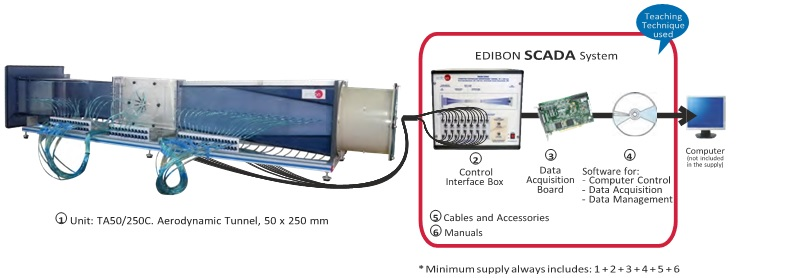 Teaching
Technique
used
EDIBON SCADA System
2
Control
Interface Box
3
Data
Acquisition
Board
4
Software for:
- Computer Control
- Data Acquisition
- Data Management
Computer
(not included
in the supply)
1 Unit: TA50/250C. Aerodynamic Tunnel, 50 x 250 mm
5 Cables and Accessories
6 Manuals
* Minimum supply always includes: 1 + 2 + 3 + 4 + 5 + 6